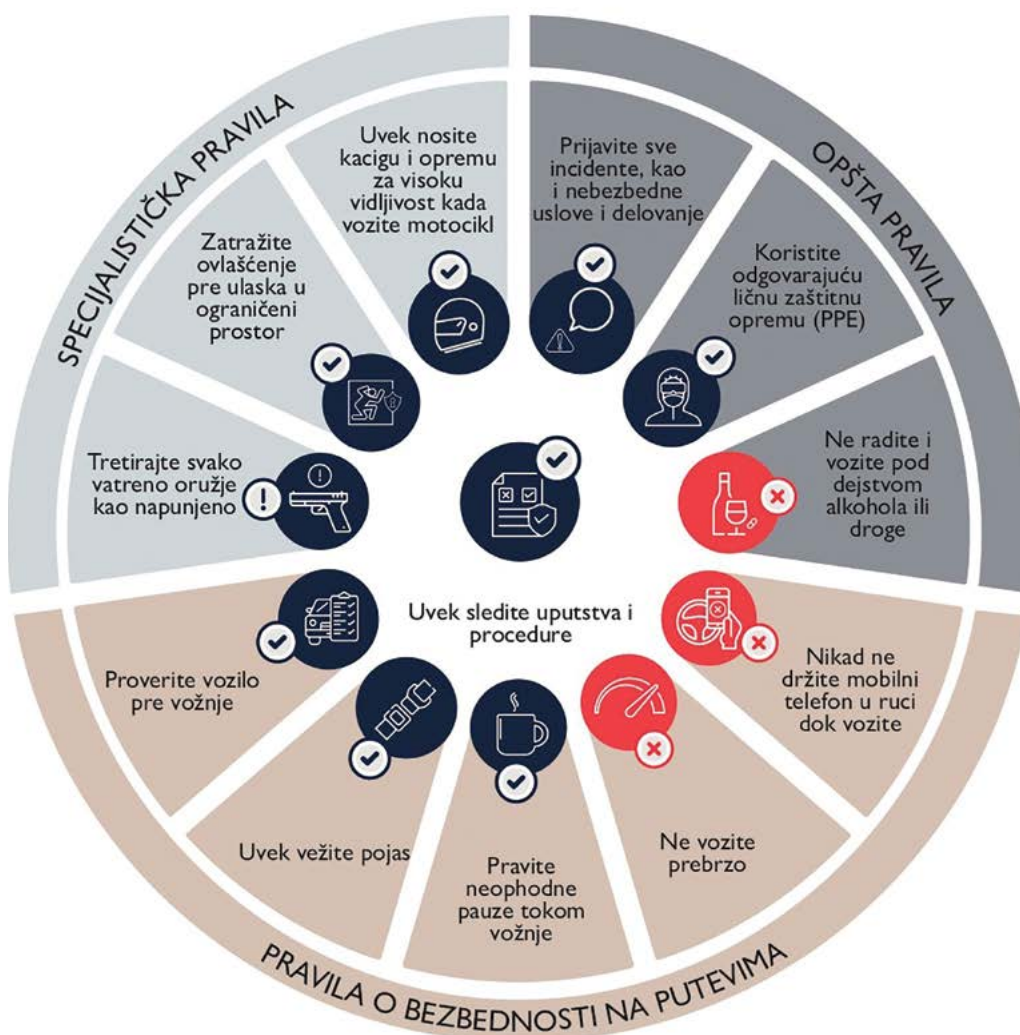 SPECIJALISTIČKA PRAVILA
Uvek nosite
kacigu i opremu
za visoku
vidljivost kada
vozite motocikl
Zatražite
ovlašćenje
pre ulaska u
ograničeni
prostor
Tretirajte svako
vatreno oružje
kao napunjeno
OPŠTA PRAVILA
Prijavite sve
incidente, kao
i nebezbedne
uslove i delovanje
Koristite
odgovarajuću
ličnu zaštitnu
opremu (PPE)
Ne radite i
vozite pod
dejstvom
alkohola ili
droge
Uvek sledite uputstva i
procedure
Nikad ne
držite mobilni
telefon u ruci
dok vozite
Ne vozite
prebrzo
Pravite
neophodne
pauze tokom
vožnje
Uvek vežite pojas
Proverite vozilo
pre vožnje
PRAVILA O BEZBEDNOSTI NA PUTEVIMA